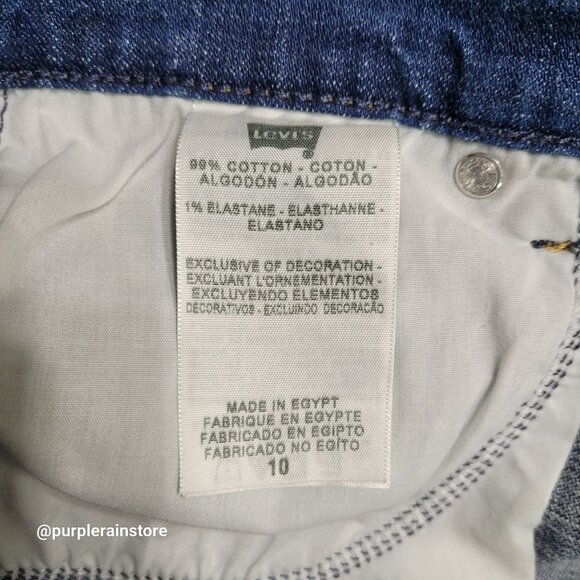 Levi's
®
99% COTTON - COTON -
ALGODÓN - ALGODÃO
1% ELASTANE - ELASTHANNE -
ELASTANO
EXCLUSIVE OF DECORATION -
EXCLUANT L'ORNEMENTATION -
EXCLUYENDO ELEMENTOS
DECORATIVOS - EXCLUINDO DECORAÇÃO
MADE IN EGYPT
FABRIQUE EN EGYPTE
FABRICADO EN EGIPTO
FABRICADO NO EGITO
10
@purplerainstore